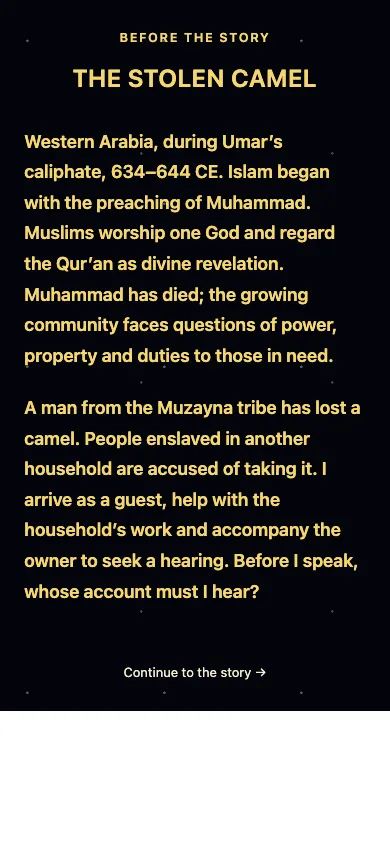 BEFORE THE STORY
THE STOLEN CAMEL
Western Arabia, during Umar’s
caliphate, 634–644 CE. Islam began
with the preaching of Muhammad.
Muslims worship one God and regard
the Qur’an as divine revelation.
Muhammad has died; the growing
community faces questions of power,
property and duties to those in need.
A man from the Muzayna tribe has lost a
camel. People enslaved in another
household are accused of taking it. I
arrive as a guest, help with the
household’s work and accompany the
owner to seek a hearing. Before I speak,
whose account must I hear?
Continue to the story →